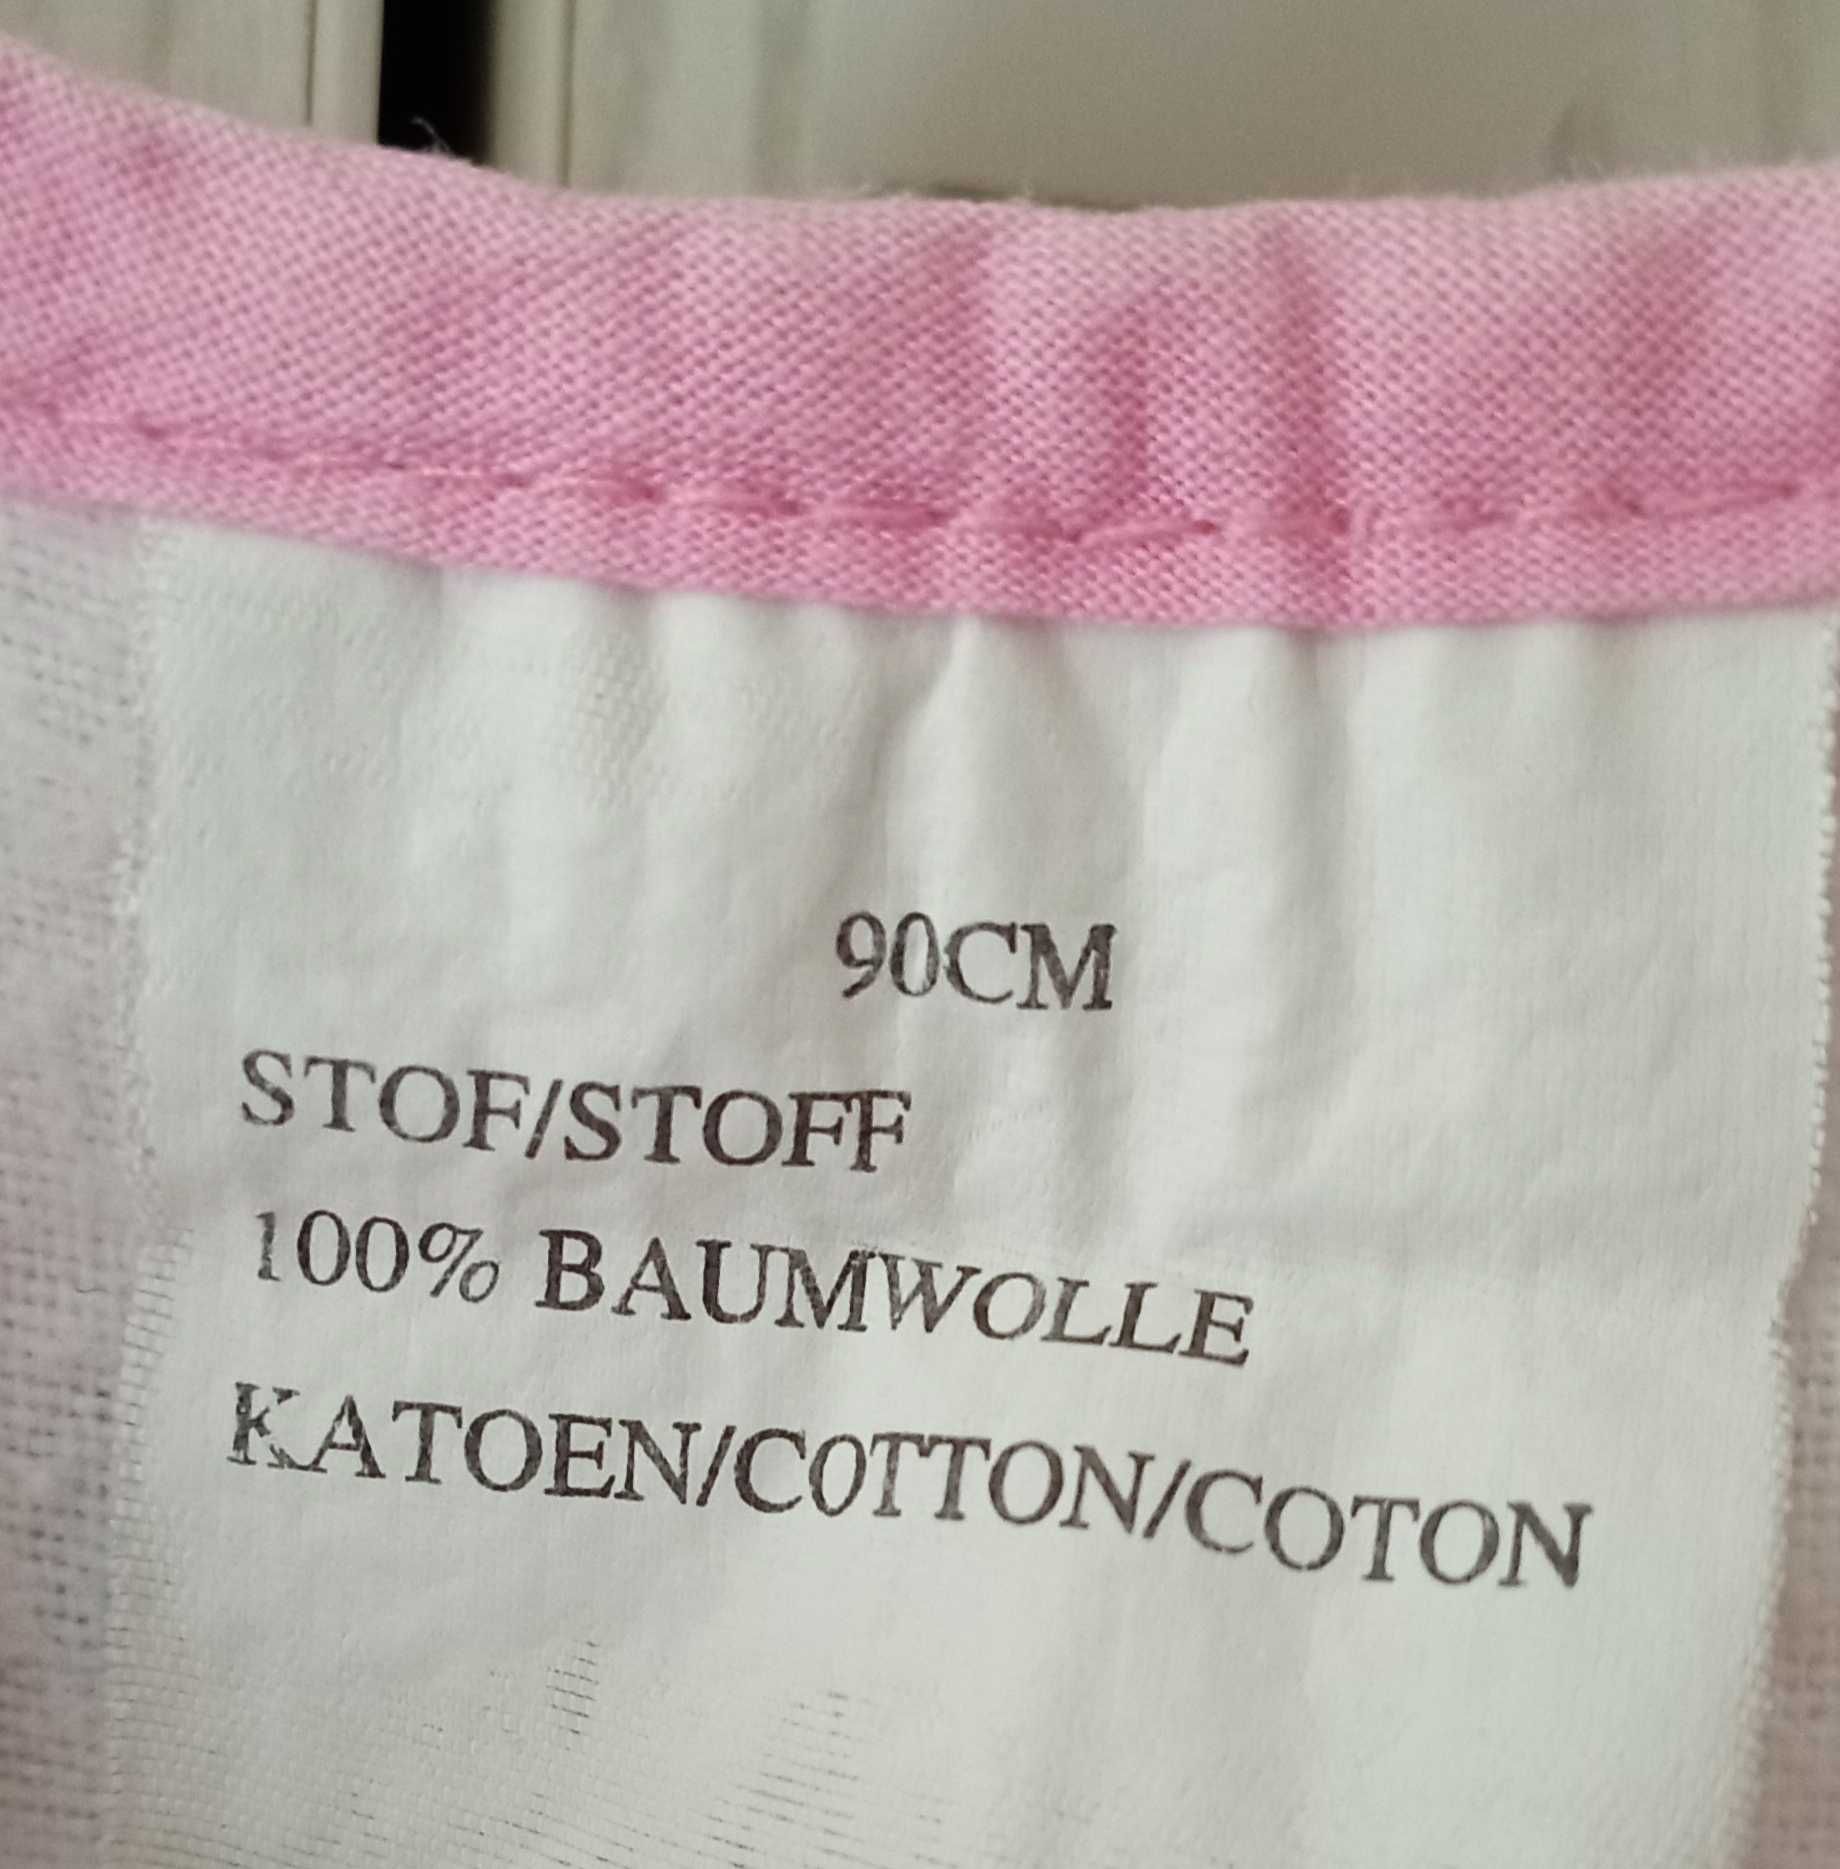 90CM
STOF/STOFF
100% BAUMWOLLE
KATOEN/COTTON/COTON